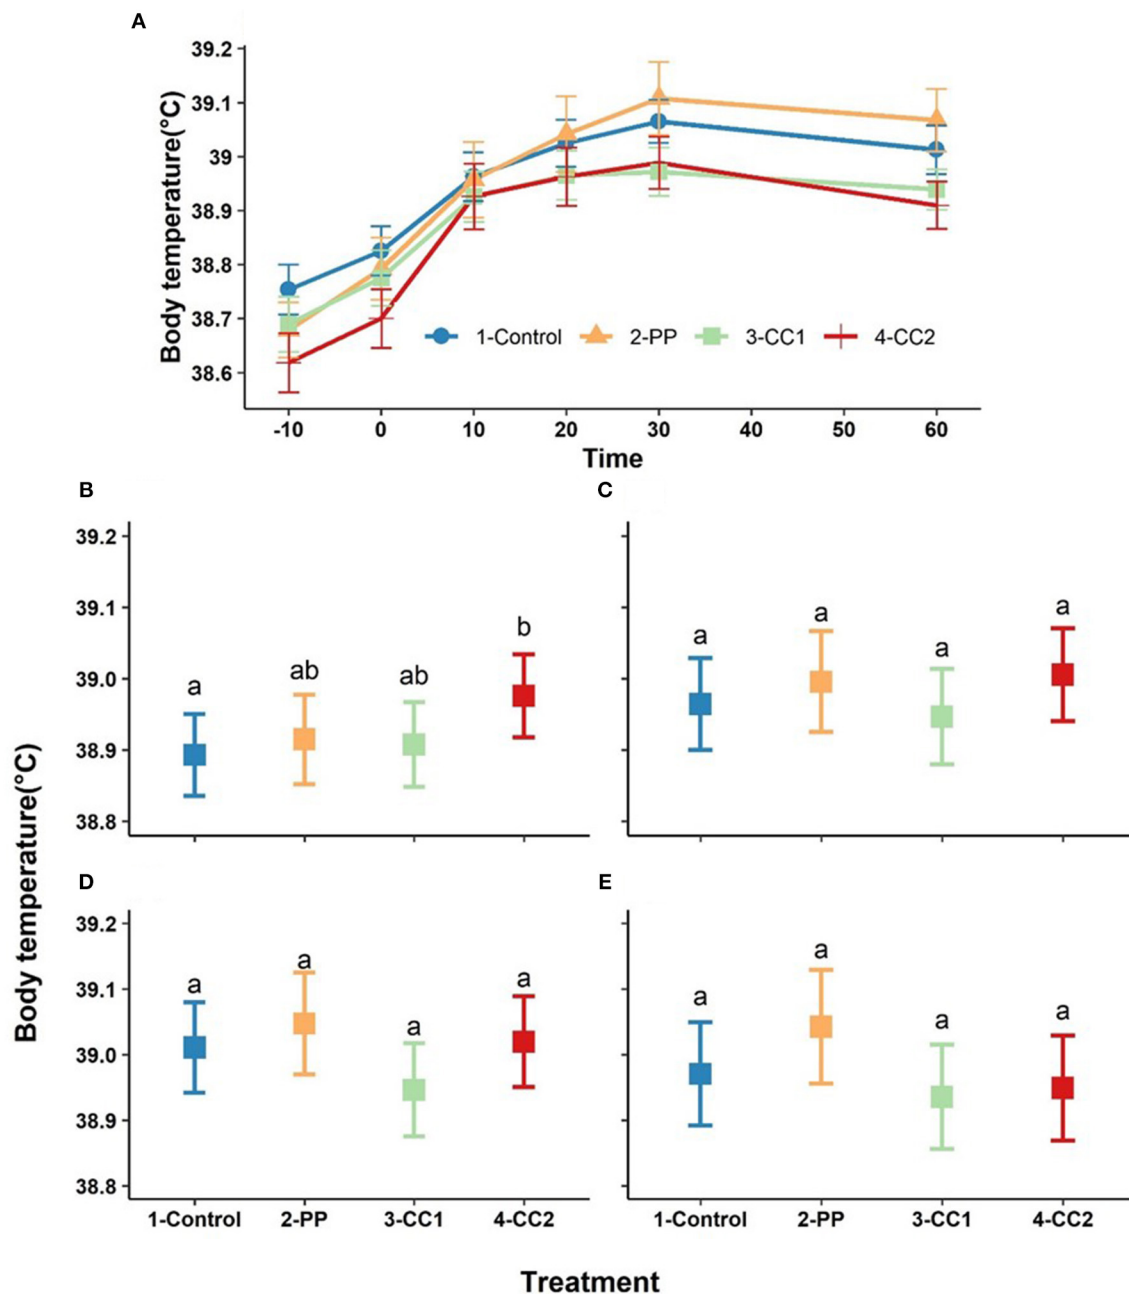 A
39.2
39.1
39
38.9
38.8
38.7
38.6
Body temperature(°C)
1-Control 2-PP 3-CC1 4-CC2
-10 0 10 20 30 40 50 60
Time
B
39.2
39.1
39.0
38.9
38.8
a ab ab b
C
a a a a
D
39.2
39.1
39.0
38.9
38.8
a a a a
1-Control 2-PP 3-CC1 4-CC2
E
a a a a
1-Control 2-PP 3-CC1 4-CC2
Body temperature(°C)
Treatment